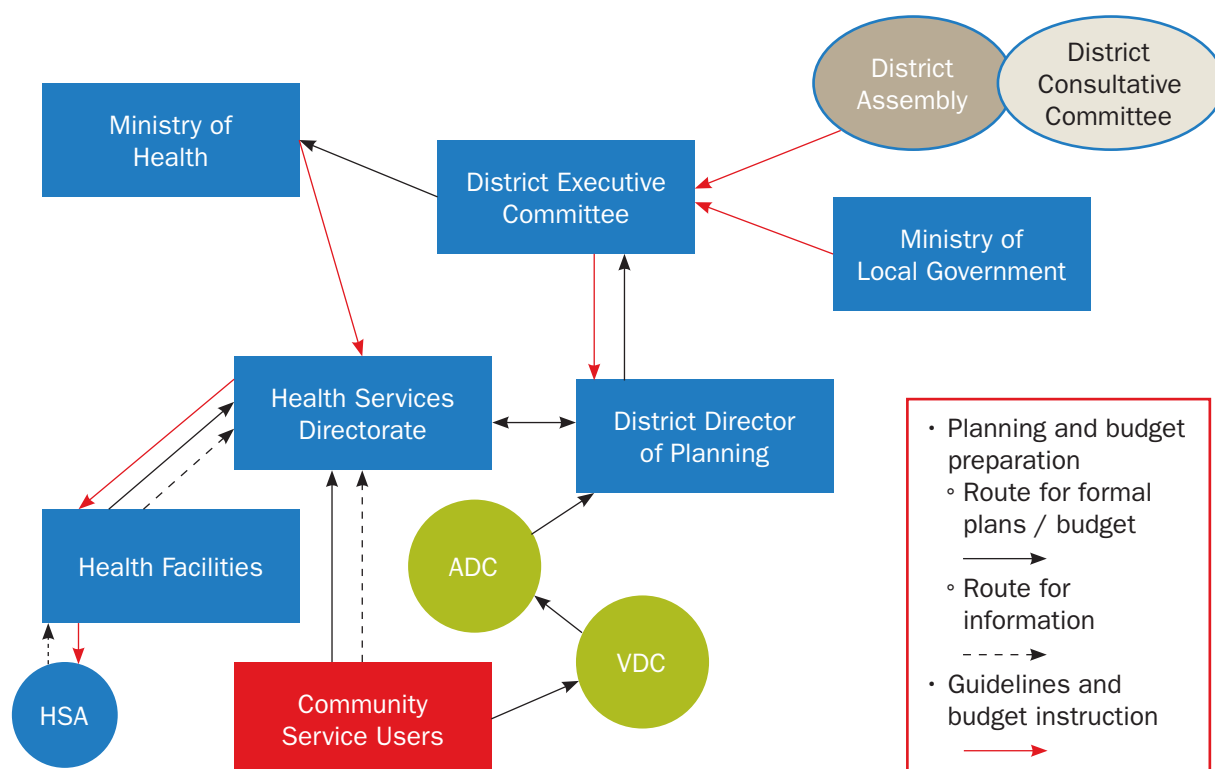 District
Assembly
District
Consultative
Committee
Ministry of
Health
District Executive
Committee
Ministry of
Local Government
Health Services
Directorate
District Director
of Planning
Health Facilities
ADC
VDC
HSA
Community
Service Users
· Planning and budget
preparation
° Route for formal
plans / budget
° Route for
information
· Guidelines and
budget instruction